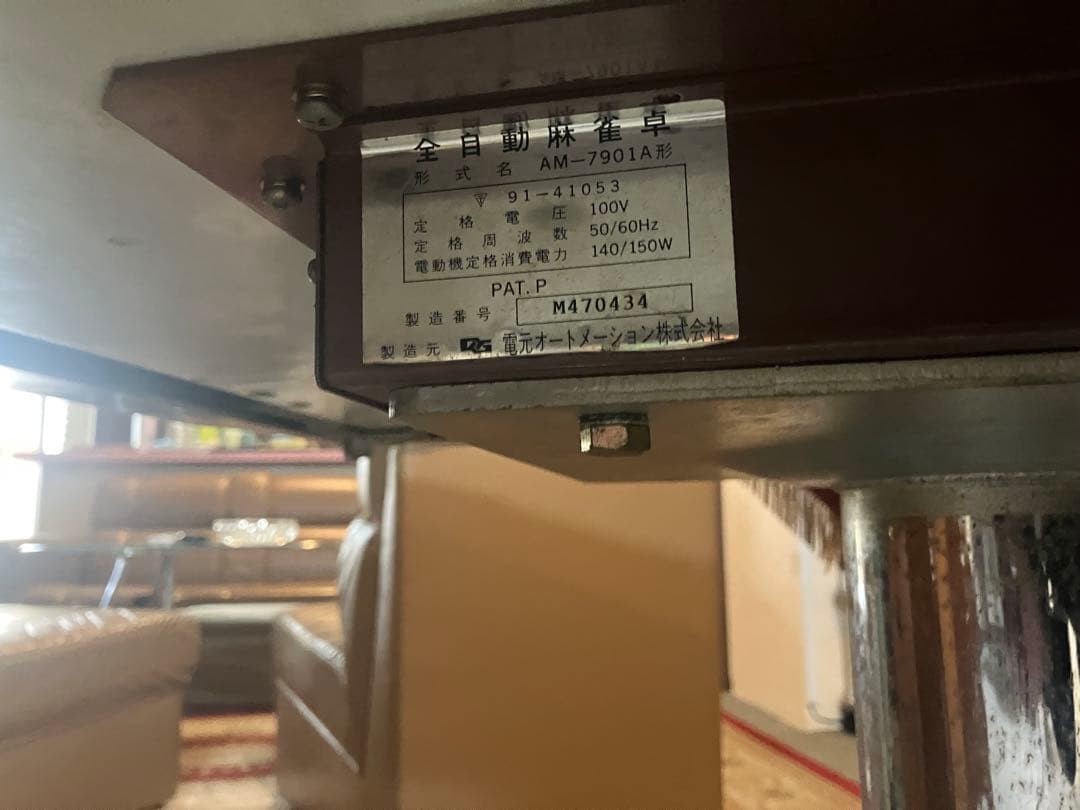 全自動麻雀卓
形式名 AM-7901A形
91-41053
定格電圧 100V
定格周波数 50/60Hz
電動機定格消費電力 140/150W
PAT.P
製造番号 M470434
製造元 電元オートメーション株式会社